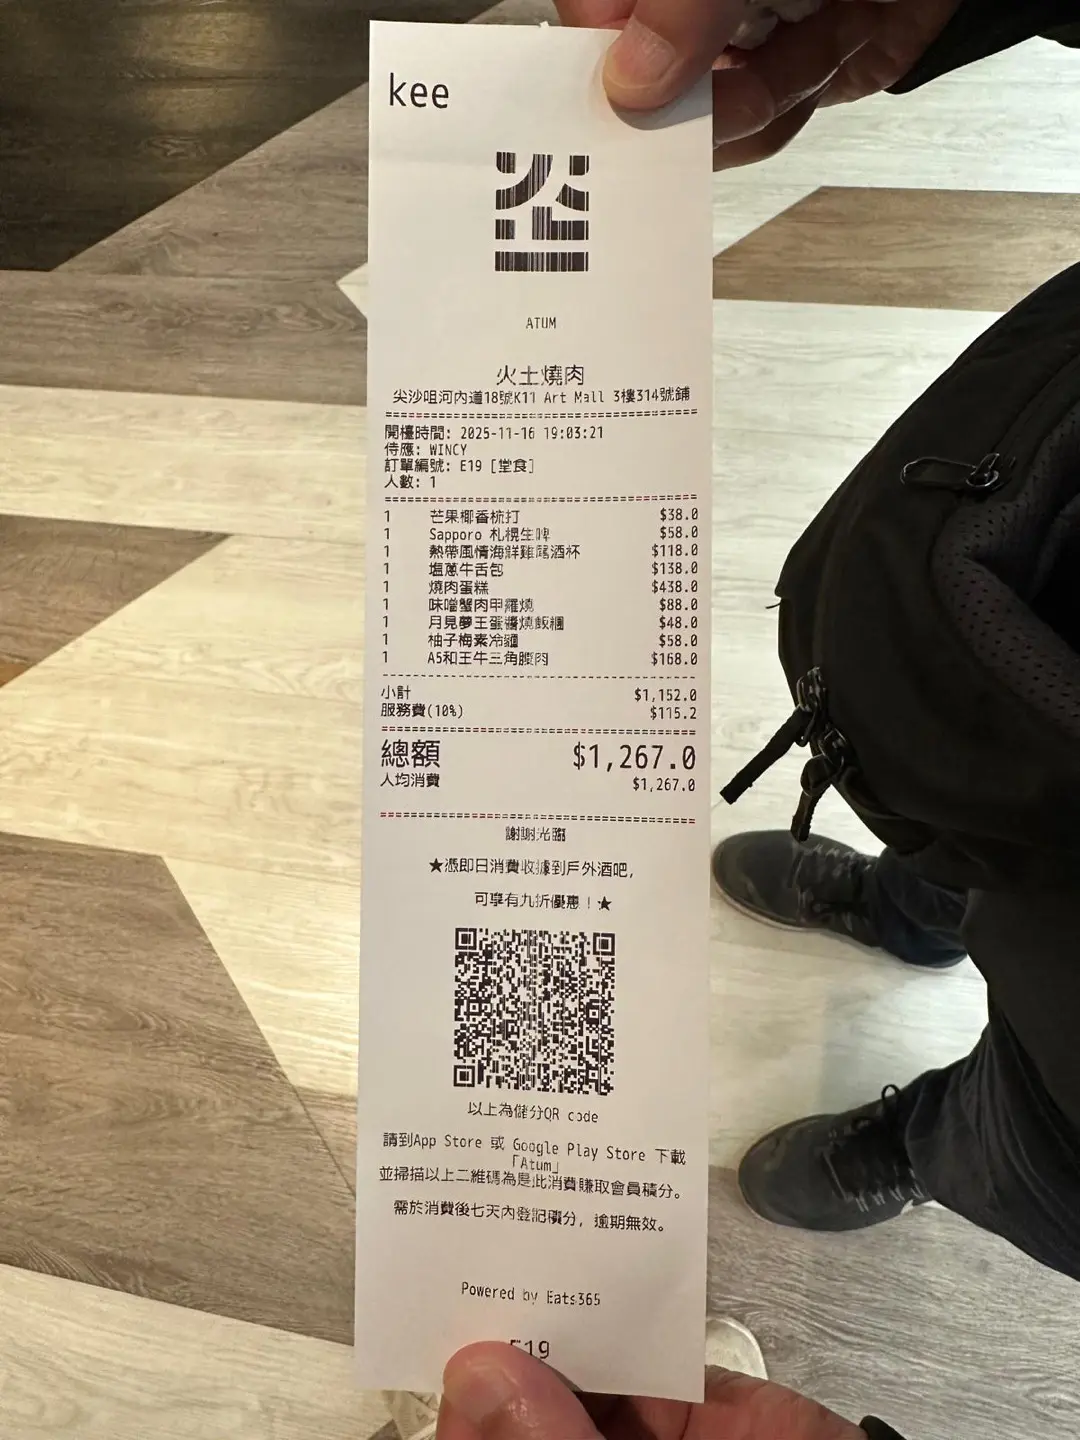 kee
ATUM
火土燒肉
尖沙咀河內道18號K11 Art Mall 3樓314號舖
開檯時間: 2025-11-16 19:03:21
侍應: WINCY
訂單編號: E19 [堂食]
人數: 1
1 芒果椰香梳打 $38.0
1 Sapporo 札幌生啤 $58.0
1 熱帶風情海鮮雞尾酒杯 $118.0
1 塩蔥牛舌包 $138.0
1 燒肉蛋糕 $438.0
1 味噌蟹肉甲羅燒 $88.0
1 月見夢王蛋醬燒飯糰 $48.0
1 柚子梅素冷麵 $58.0
1 A5和王牛三角腹肉 $168.0
小計 $1,152.0
服務費(10%) $115.2
總額 $1,267.0
人均消費 $1,267.0
謝謝光臨
★憑即日消費收據到戶外酒吧,
可享有九折優惠！★
以上為儲分QR code
請到App Store 或 Google Play Store 下載
「Atum」
並掃描以上二維碼為是此消費賺取會員積分。
需於消費後七天內登記積分, 逾期無效。
Powered by Eats365
E19